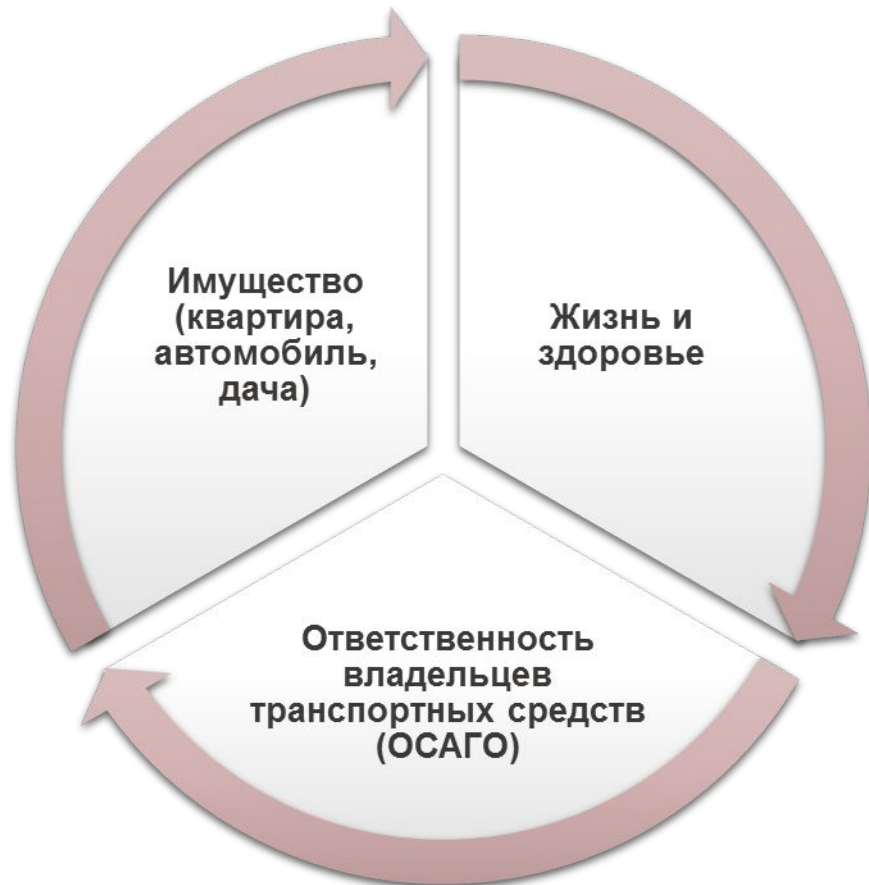 Имущество
(квартира,
автомобиль,
дача)
Жизнь и
здоровье
Ответственность
владельцев
транспортных средств
(ОСАГО)